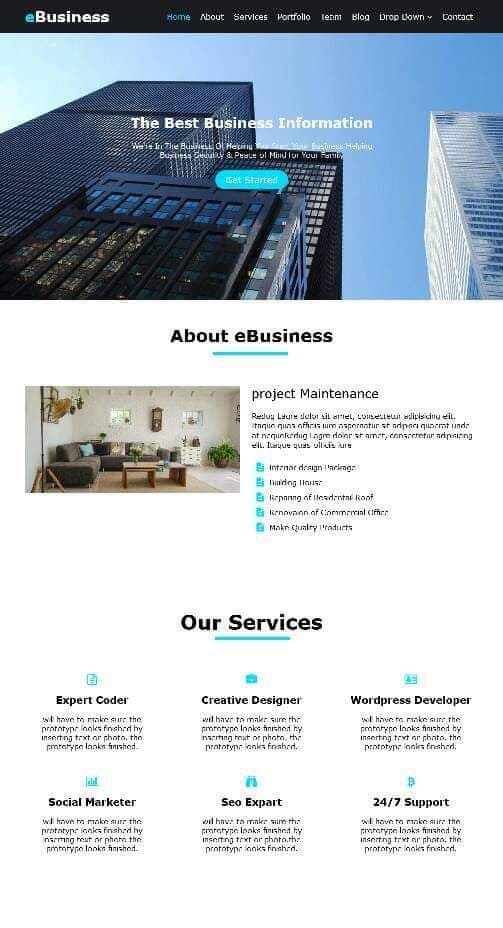 eBusiness
Home About Services Portfolio Team Blog Drop Down Contact
The Best Business Information
We're In The Business Of Helping You Start Your Business Helping
Business Security & Peace of Mind for Your Family
Get Started
About eBusiness
project Maintenance
Redug Lagre dolor sit amet, consectetur adipisicing elit.
Itaque quas officiis iure aspernatur sit adipisci quaerat unde
at nequeRedug Lagre dolor sit amet, consectetur adipisicing
elit. Itaque quas officiis iure
Interior design Package
Building House
Reparing of Residentail Roof
Renovaion of Commercial Office
Make Quality Products
Our Services
Expert Coder
will have to make sure the
prototype looks finished by
inserting text or photo. the
prototype looks finished.
Creative Designer
will have to make sure the
prototype looks finished by
inserting text or photo. the
prototype looks finished.
Wordpress Developer
will have to make sure the
prototype looks finished by
inserting text or photo. the
prototype looks finished.
Social Marketer
will have to make sure the
prototype looks finished by
inserting text or photo.the
prototype looks finished.
Seo Expart
will have to make sure the
prototype looks finished by
inserting text or photo.the
prototype looks finished.
24/7 Support
will have to make sure the
prototype looks finished by
inserting text or photo. the
prototype looks finished.